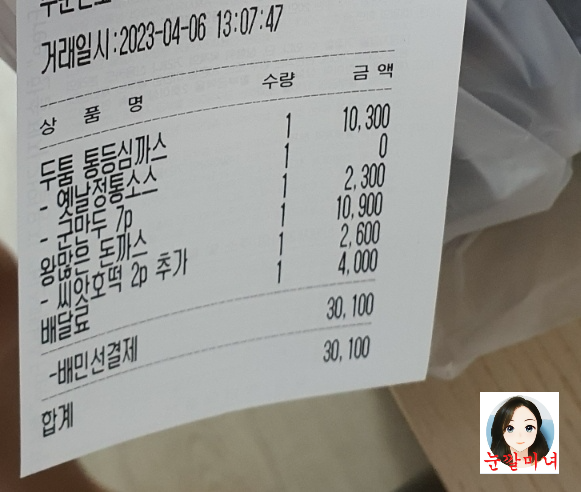 거래일시:2023-04-06 13:07:47
상 품 명 수량 금 액
두툼 통등심까스 1 10,300
- 옛날정통소스 1 0
- 군만두 7p 1 2,300
왕많은 돈까스 1 10,900
- 씨앗호떡 2p 추가 1 2,600
배달료 1 4,000
30,100
-배민선결제 30,100
합계
눈깔마녀